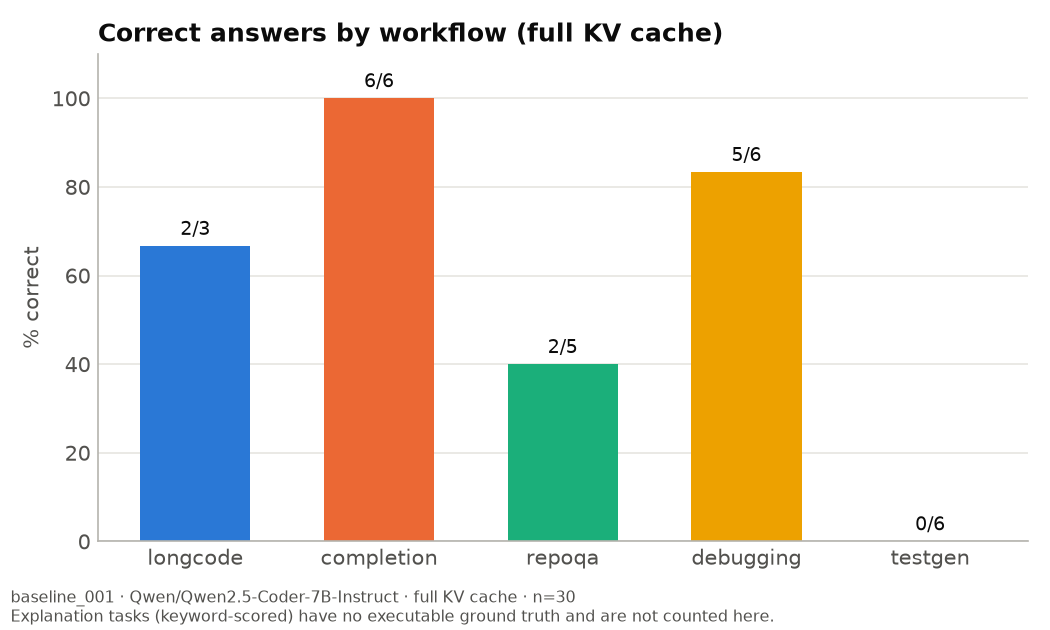 Correct answers by workflow (full KV cache)
% correct
100
80
60
40
20
0
2/3
6/6
2/5
5/6
0/6
longcode
completion
repoqa
debugging
testgen
baseline_001 · Qwen/Qwen2.5-Coder-7B-Instruct · full KV cache · n=30
Explanation tasks (keyword-scored) have no executable ground truth and are not counted here.